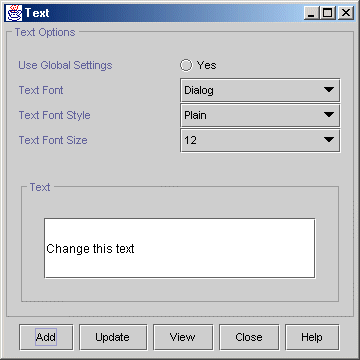 Text
Text Options
Use Global Settings Yes
Text Font Dialog
Text Font Style Plain
Text Font Size 12
Text
Change this text
Add Update View Close Help